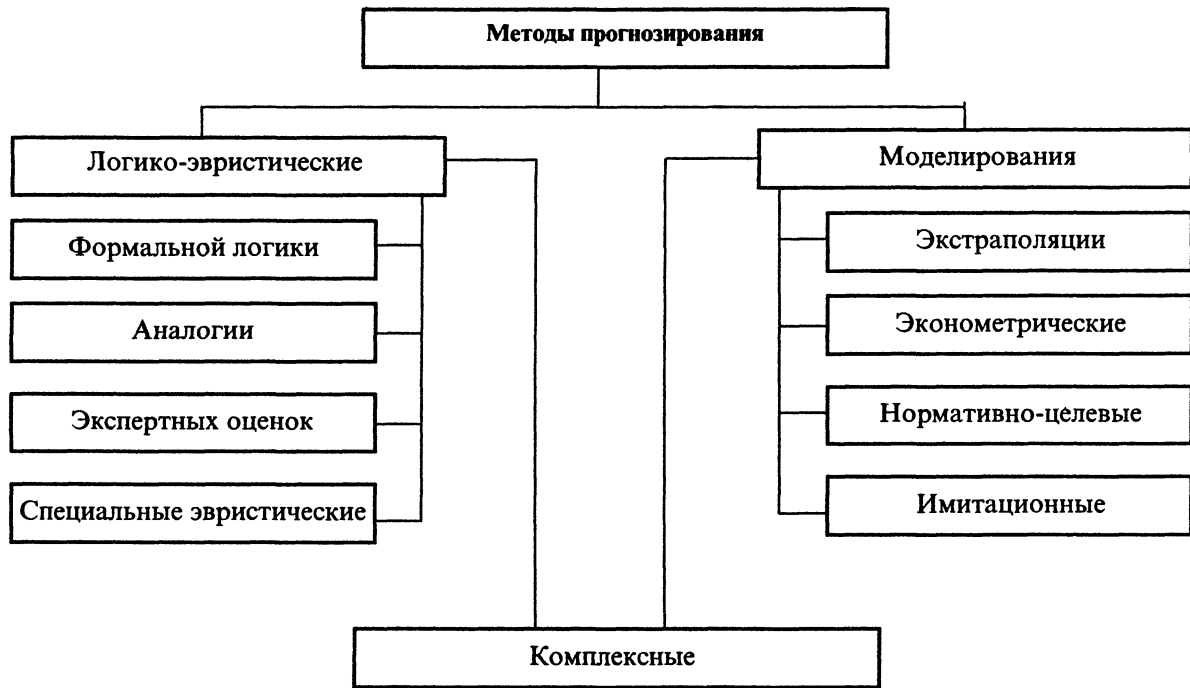 Методы прогнозирования
Логико-эвристические
Моделирования
Формальной логики
Экстраполяции
Аналогии
Эконометрические
Экспертных оценок
Нормативно-целевые
Специальные эвристические
Имитационные
Комплексные